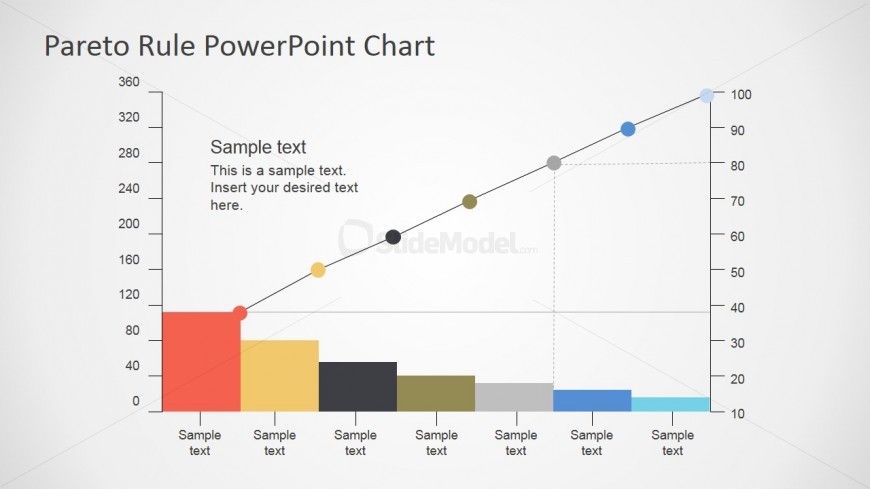 Pareto Rule PowerPoint Chart
360
320
280
240
200
160
120
80
40
0
Sample text
This is a sample text.
Insert your desired text
here.
SlideModel.com
100
90
80
70
60
50
40
30
20
10
Sample
text
Sample
text
Sample
text
Sample
text
Sample
text
Sample
text
Sample
text